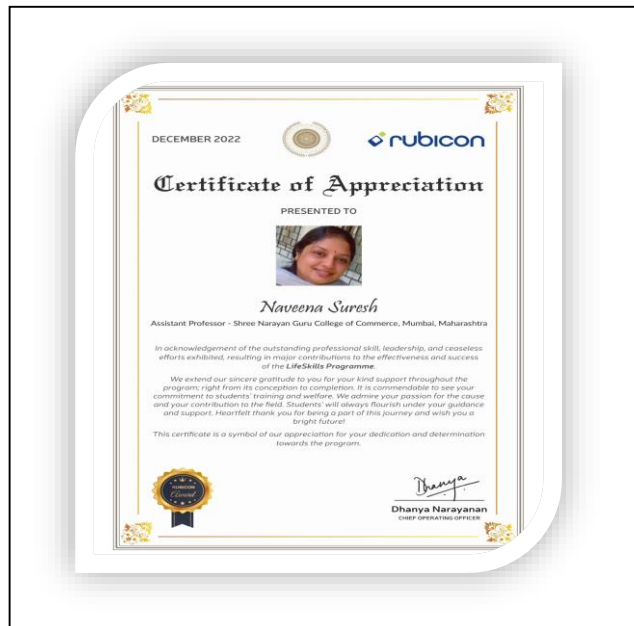 DECEMBER 2022
rubicon
Certificate of Appreciation
PRESENTED TO
Naveena Suresh
Assistant Professor - Shree Narayan Guru College of Commerce, Mumbai, Maharashtra
In acknowledgement of the outstanding professional skill, leadership, and ceaseless
efforts exhibited, resulting in major contributions to the effectiveness and success
of the LifeSkills Programme.
We extend our sincere gratitude to you for your kind support throughout the
program; right from its conception to completion. It is commendable to see your
commitment to students' training and welfare. We admire your passion for the cause
and your contribution to the field. Students' will always flourish under your guidance
and support. Heartfelt thank you for being a part of this journey and wish you a
bright future!
This certificate is a symbol of our appreciation for your dedication and determination
towards the program.
RUBICON
Award
Dhanya
Dhanya Narayanan
CHIEF OPERATING OFFICER